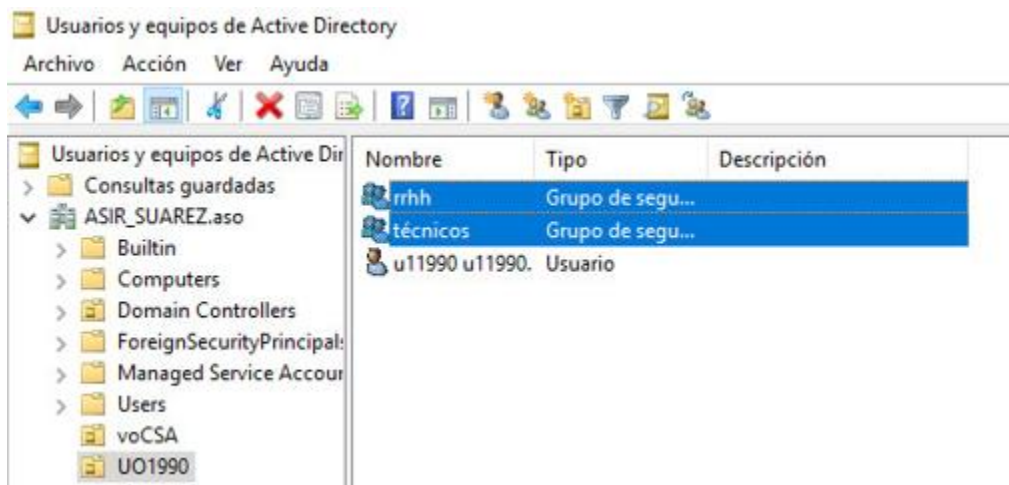 Usuarios y equipos de Active Directory
Archivo Acción Ver Ayuda
Usuarios y equipos de Active Dir
Consultas guardadas
ASIR_SUAREZ.aso
Builtin
Computers
Domain Controllers
ForeignSecurityPrincipals
Managed Service Accour
Users
voCSA
UO1990
Nombre Tipo Descripción
rrhh Grupo de segu...
técnicos Grupo de segu...
u11990 u11990. Usuario